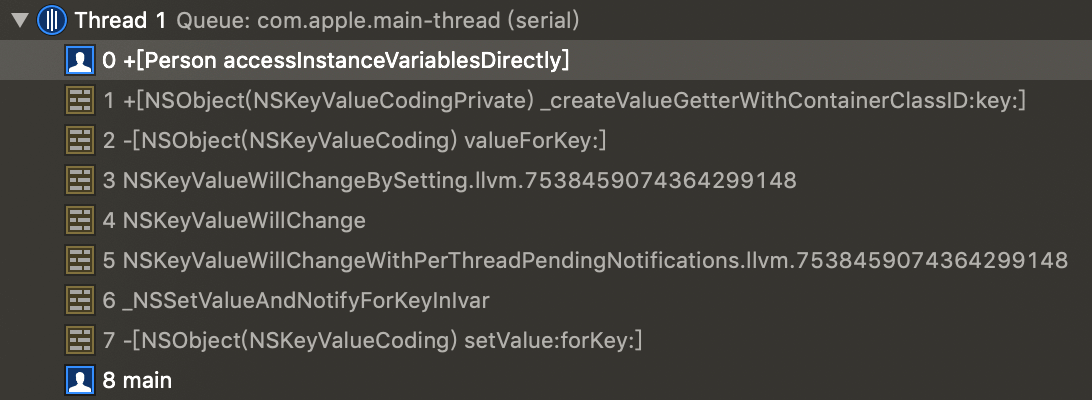 Thread 1 Queue: com.apple.main-thread (serial)
0 +[Person accessInstanceVariablesDirectly]
1 +[NSObject(NSKeyValueCodingPrivate) _createValueGetterWithContainerClassID:key:]
2 -[NSObject(NSKeyValueCoding) valueForKey:]
3 NSKeyValueWillChangeBySetting.llvm.7538459074364299148
4 NSKeyValueWillChange
5 NSKeyValueWillChangeWithPerThreadPendingNotifications.llvm.7538459074364299148
6 _NSSetValueAndNotifyForKeyInIvar
7 -[NSObject(NSKeyValueCoding) setValue:forKey:]
8 main